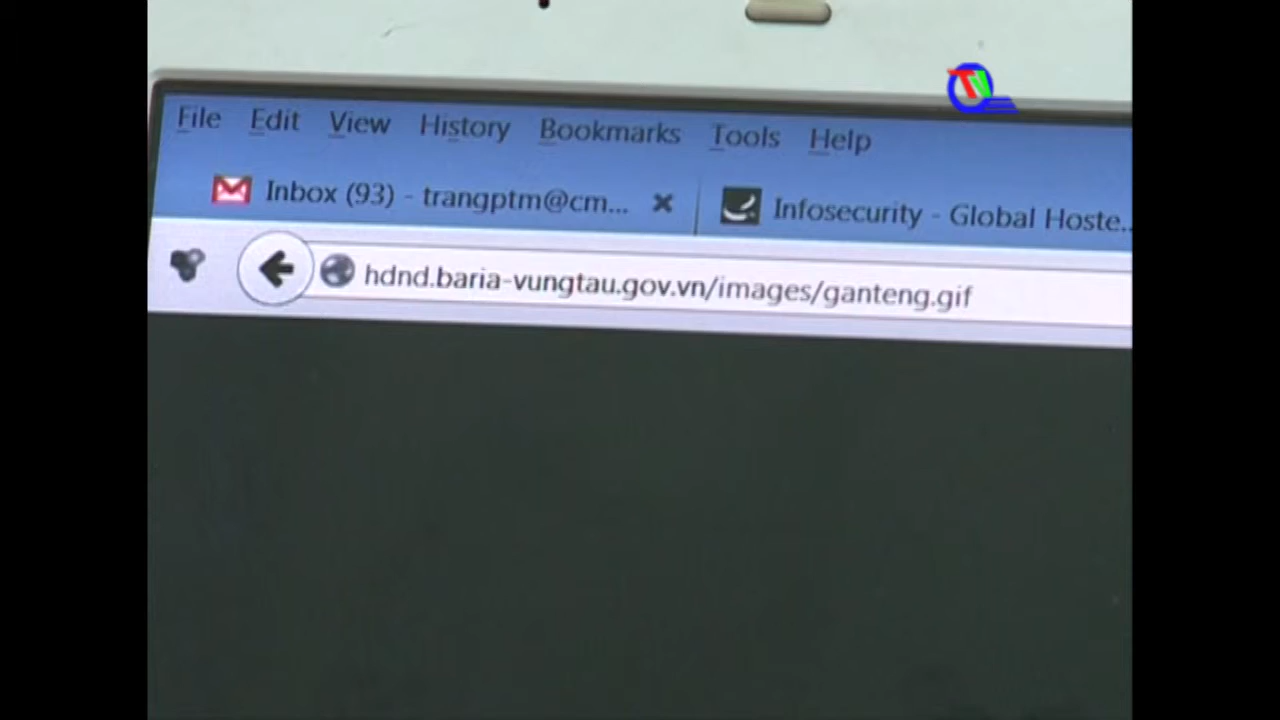 File Edit View History Bookmarks Tools Help
Inbox (93) - trangptm@cm... Infosecurity - Global Hoste...
hdnd.baria-vungtau.gov.vn/images/ganteng.gif